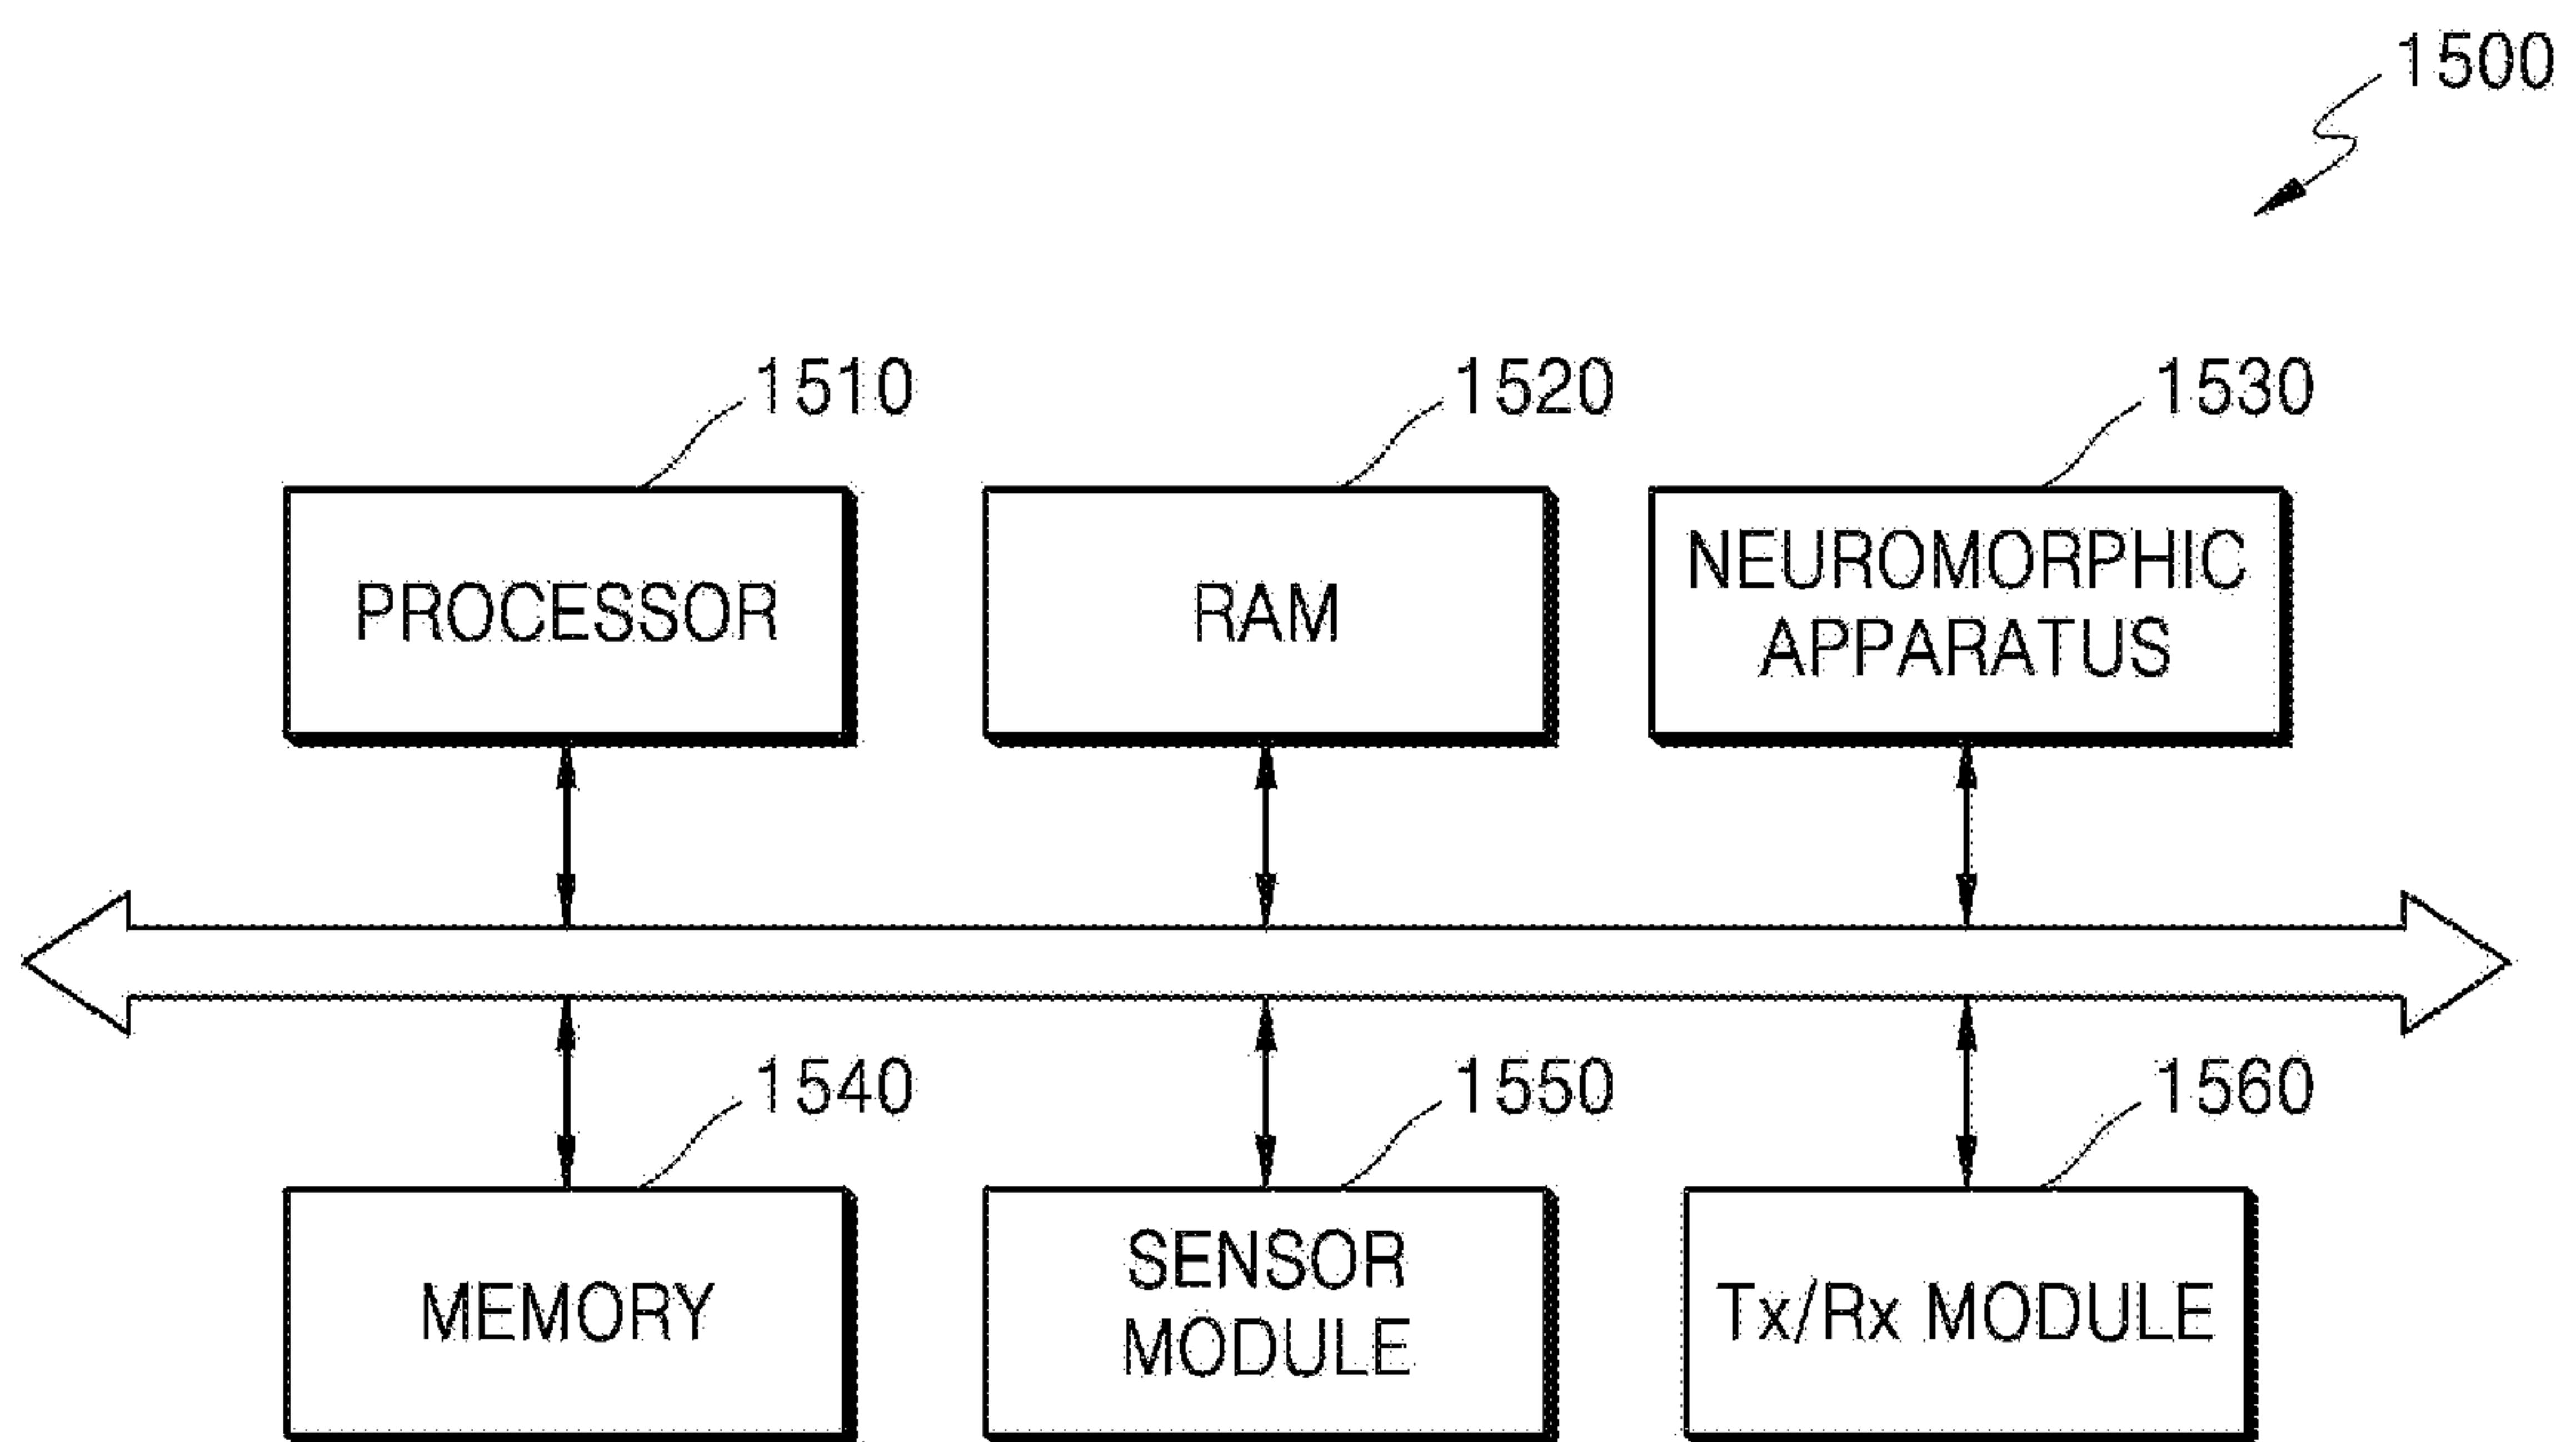 1500
1510
1520
1530
PROCESSOR
RAM
NEUROMORPHIC
APPARATUS
1540
1550
1560
MEMORY
SENSOR
MODULE
Tx/Rx MODULE